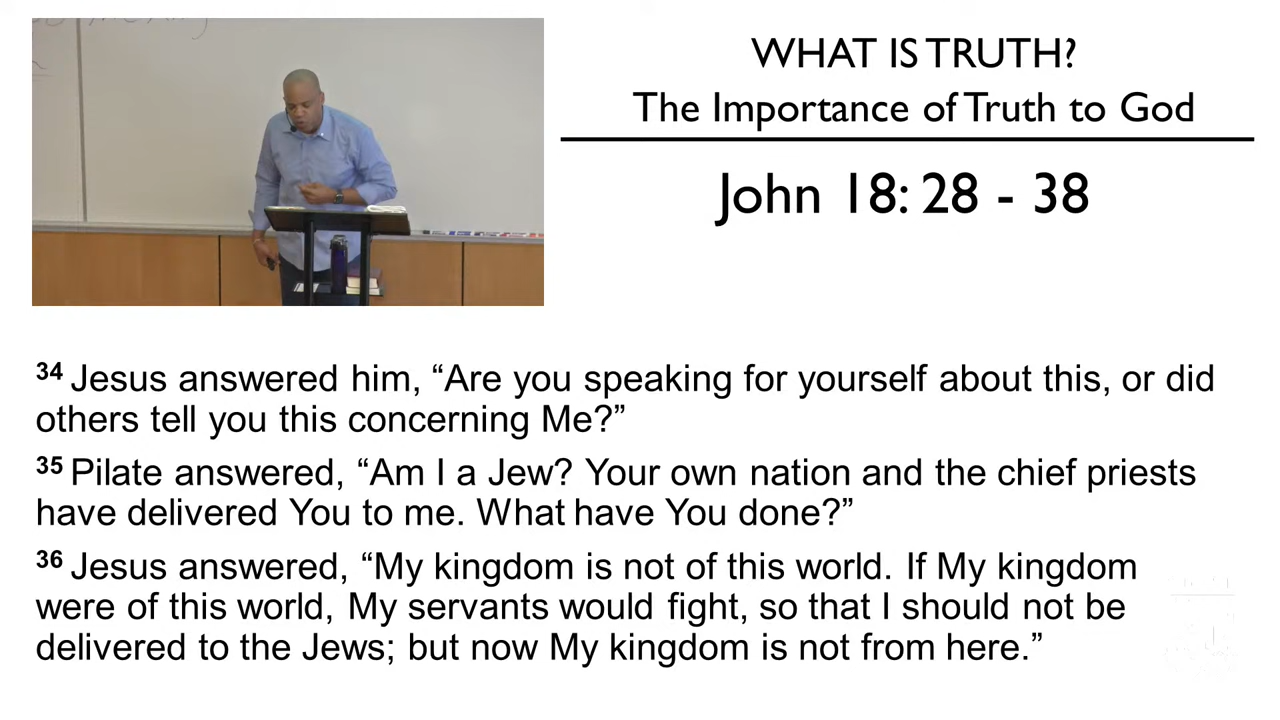 WHAT IS TRUTH?
The Importance of Truth to God
John 18: 28 - 38
34 Jesus answered him, “Are you speaking for yourself about this, or did
others tell you this concerning Me?”
35 Pilate answered, “Am I a Jew? Your own nation and the chief priests
have delivered You to me. What have You done?”
36 Jesus answered, “My kingdom is not of this world. If My kingdom
were of this world, My servants would fight, so that I should not be
delivered to the Jews; but now My kingdom is not from here.”